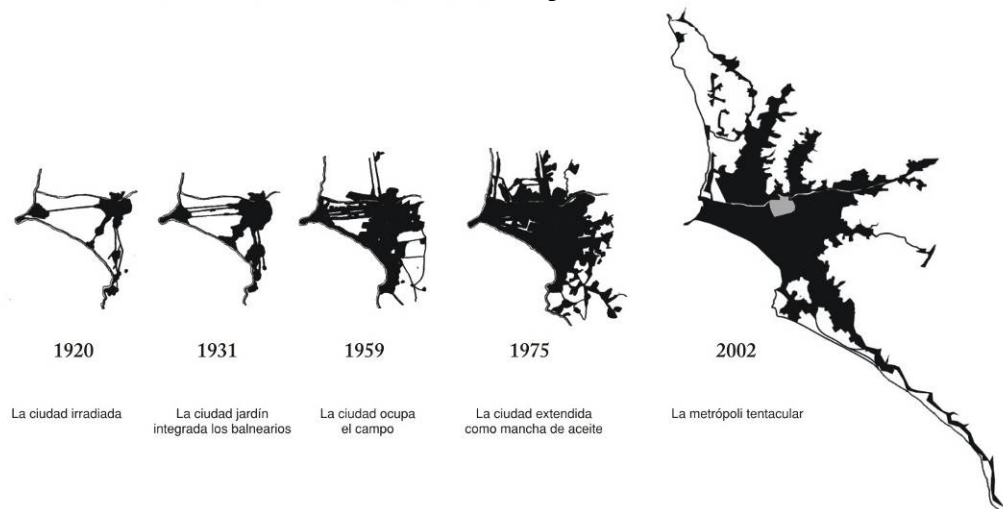 1920
1931
1959
1975
2002
La ciudad irradiada
La ciudad jardín
integrada los balnearios
La ciudad ocupa
el campo
La ciudad extendida
como mancha de aceite
La metrópoli tentacular